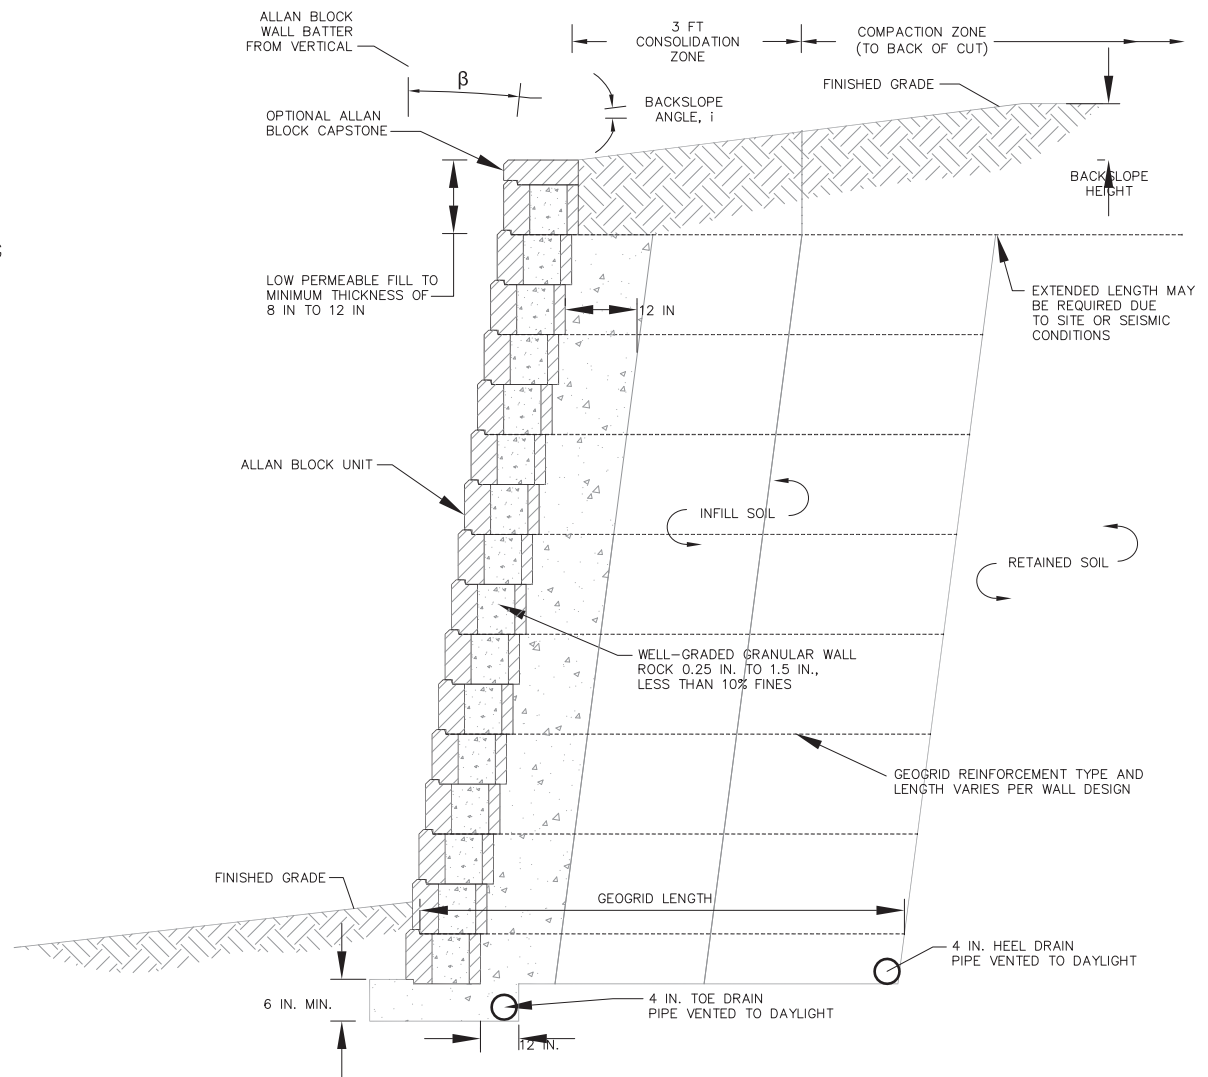 ALLAN BLOCK
WALL BATTER
FROM VERTICAL
β
3 FT
CONSOLIDATION
ZONE
COMPACTION ZONE
(TO BACK OF CUT)
FINISHED GRADE
BACKSLOPE
ANGLE, i
OPTIONAL ALLAN
BLOCK CAPSTONE
BACKSLOPE
HEIGHT
LOW PERMEABLE FILL TO
MINIMUM THICKNESS OF
8 IN TO 12 IN
12 IN
EXTENDED LENGTH MAY
BE REQUIRED DUE
TO SITE OR SEISMIC
CONDITIONS
ALLAN BLOCK UNIT
INFILL SOIL
RETAINED SOIL
WELL-GRADED GRANULAR WALL
ROCK 0.25 IN. TO 1.5 IN.,
LESS THAN 10% FINES
GEOGRID REINFORCEMENT TYPE AND
LENGTH VARIES PER WALL DESIGN
FINISHED GRADE
GEOGRID LENGTH
4 IN. HEEL DRAIN
PIPE VENTED TO DAYLIGHT
6 IN. MIN.
4 IN. TOE DRAIN
PIPE VENTED TO DAYLIGHT
12 IN.